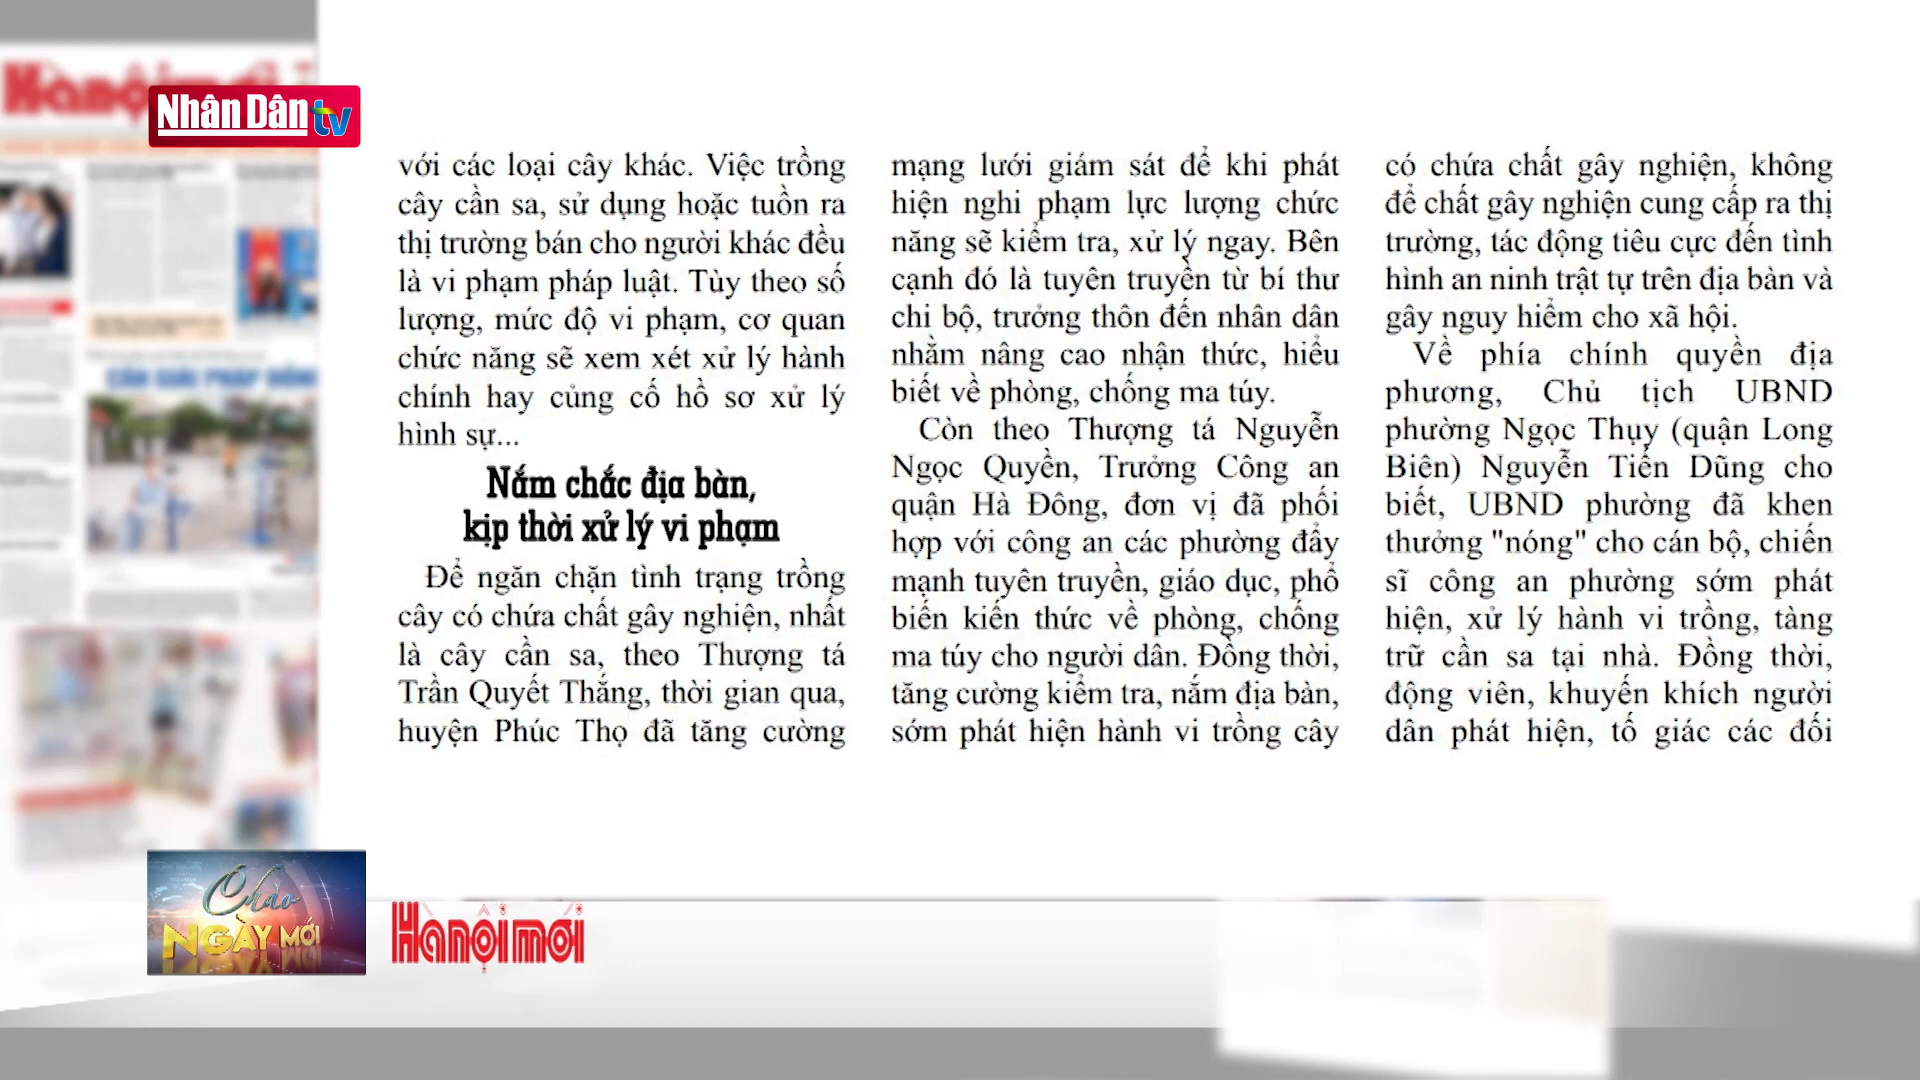 Nhân Dân tv
với các loại cây khác. Việc trồng
cây cần sa, sử dụng hoặc tuồn ra
thị trường bán cho người khác đều
là vi phạm pháp luật. Tùy theo số
lượng, mức độ vi phạm, cơ quan
chức năng sẽ xem xét xử lý hành
chính hay củng cố hồ sơ xử lý
hình sự...
Nắm chắc địa bàn,
kịp thời xử lý vi phạm
Để ngăn chặn tình trạng trồng
cây có chứa chất gây nghiện, nhất
là cây cần sa, theo Thượng tá
Trần Quyết Thắng, thời gian qua,
huyện Phúc Thọ đã tăng cường
mạng lưới giám sát để khi phát
hiện nghi phạm lực lượng chức
năng sẽ kiểm tra, xử lý ngay. Bên
cạnh đó là tuyên truyền từ bí thư
chi bộ, trưởng thôn đến nhân dân
nhằm nâng cao nhận thức, hiểu
biết về phòng, chống ma túy.
Còn theo Thượng tá Nguyễn
Ngọc Quyền, Trưởng Công an
quận Hà Đông, đơn vị đã phối
hợp với công an các phường đẩy
mạnh tuyên truyền, giáo dục, phổ
biến kiến thức về phòng, chống
ma túy cho người dân. Đồng thời,
tăng cường kiểm tra, nắm địa bàn,
sớm phát hiện hành vi trồng cây
có chứa chất gây nghiện, không
để chất gây nghiện cung cấp ra thị
trường, tác động tiêu cực đến tình
hình an ninh trật tự trên địa bàn và
gây nguy hiểm cho xã hội.
Về phía chính quyền địa
phương, Chủ tịch UBND
phường Ngọc Thụy (quận Long
Biên) Nguyễn Tiến Dũng cho
biết, UBND phường đã khen
thưởng "nóng" cho cán bộ, chiến
sĩ công an phường sớm phát
hiện, xử lý hành vi trồng, tàng
trữ cần sa tại nhà. Đồng thời,
động viên, khuyến khích người
dân phát hiện, tố giác các đối
Chào
NGÀY MỚI
Hànộimới